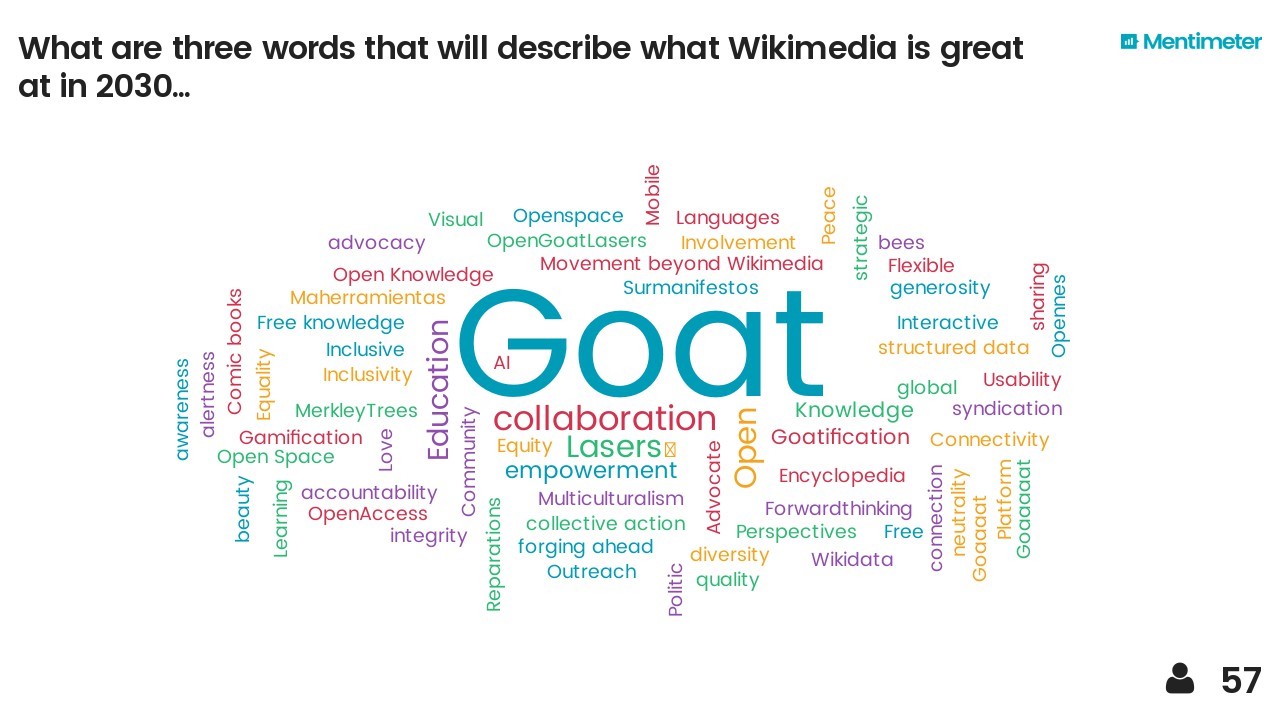 What are three words that will describe what Wikimedia is great
at in 2030...
Mentimeter
Mobile
Peace
strategic
Visual
Openspace
Languages
advocacy
OpenGoatLasers
Involvement
bees
Movement beyond Wikimedia
Flexible
sharing
Opennes
Open Knowledge
Surmanifestos
generosity
Maherramientas
Comic books
Free knowledge
Goat
Interactive
Education
Inclusive
structured data
awareness
alertness
Equality
AI
Inclusivity
global
Usability
MerkleyTrees
collaboration
Open
Knowledge
syndication
Community
Gamification
Love
Equity
Lasers
Advocate
Goatification
Connectivity
Open Space
empowerment
Encyclopedia
connection
neutrality
Platform
Goaaaaat
beauty
Learning
accountability
Multiculturalism
Goaaat
OpenAccess
Reparations
collective action
Forwardthinking
integrity
Perspectives
Free
forging ahead
diversity
Wikidata
Outreach
Politic
quality
57